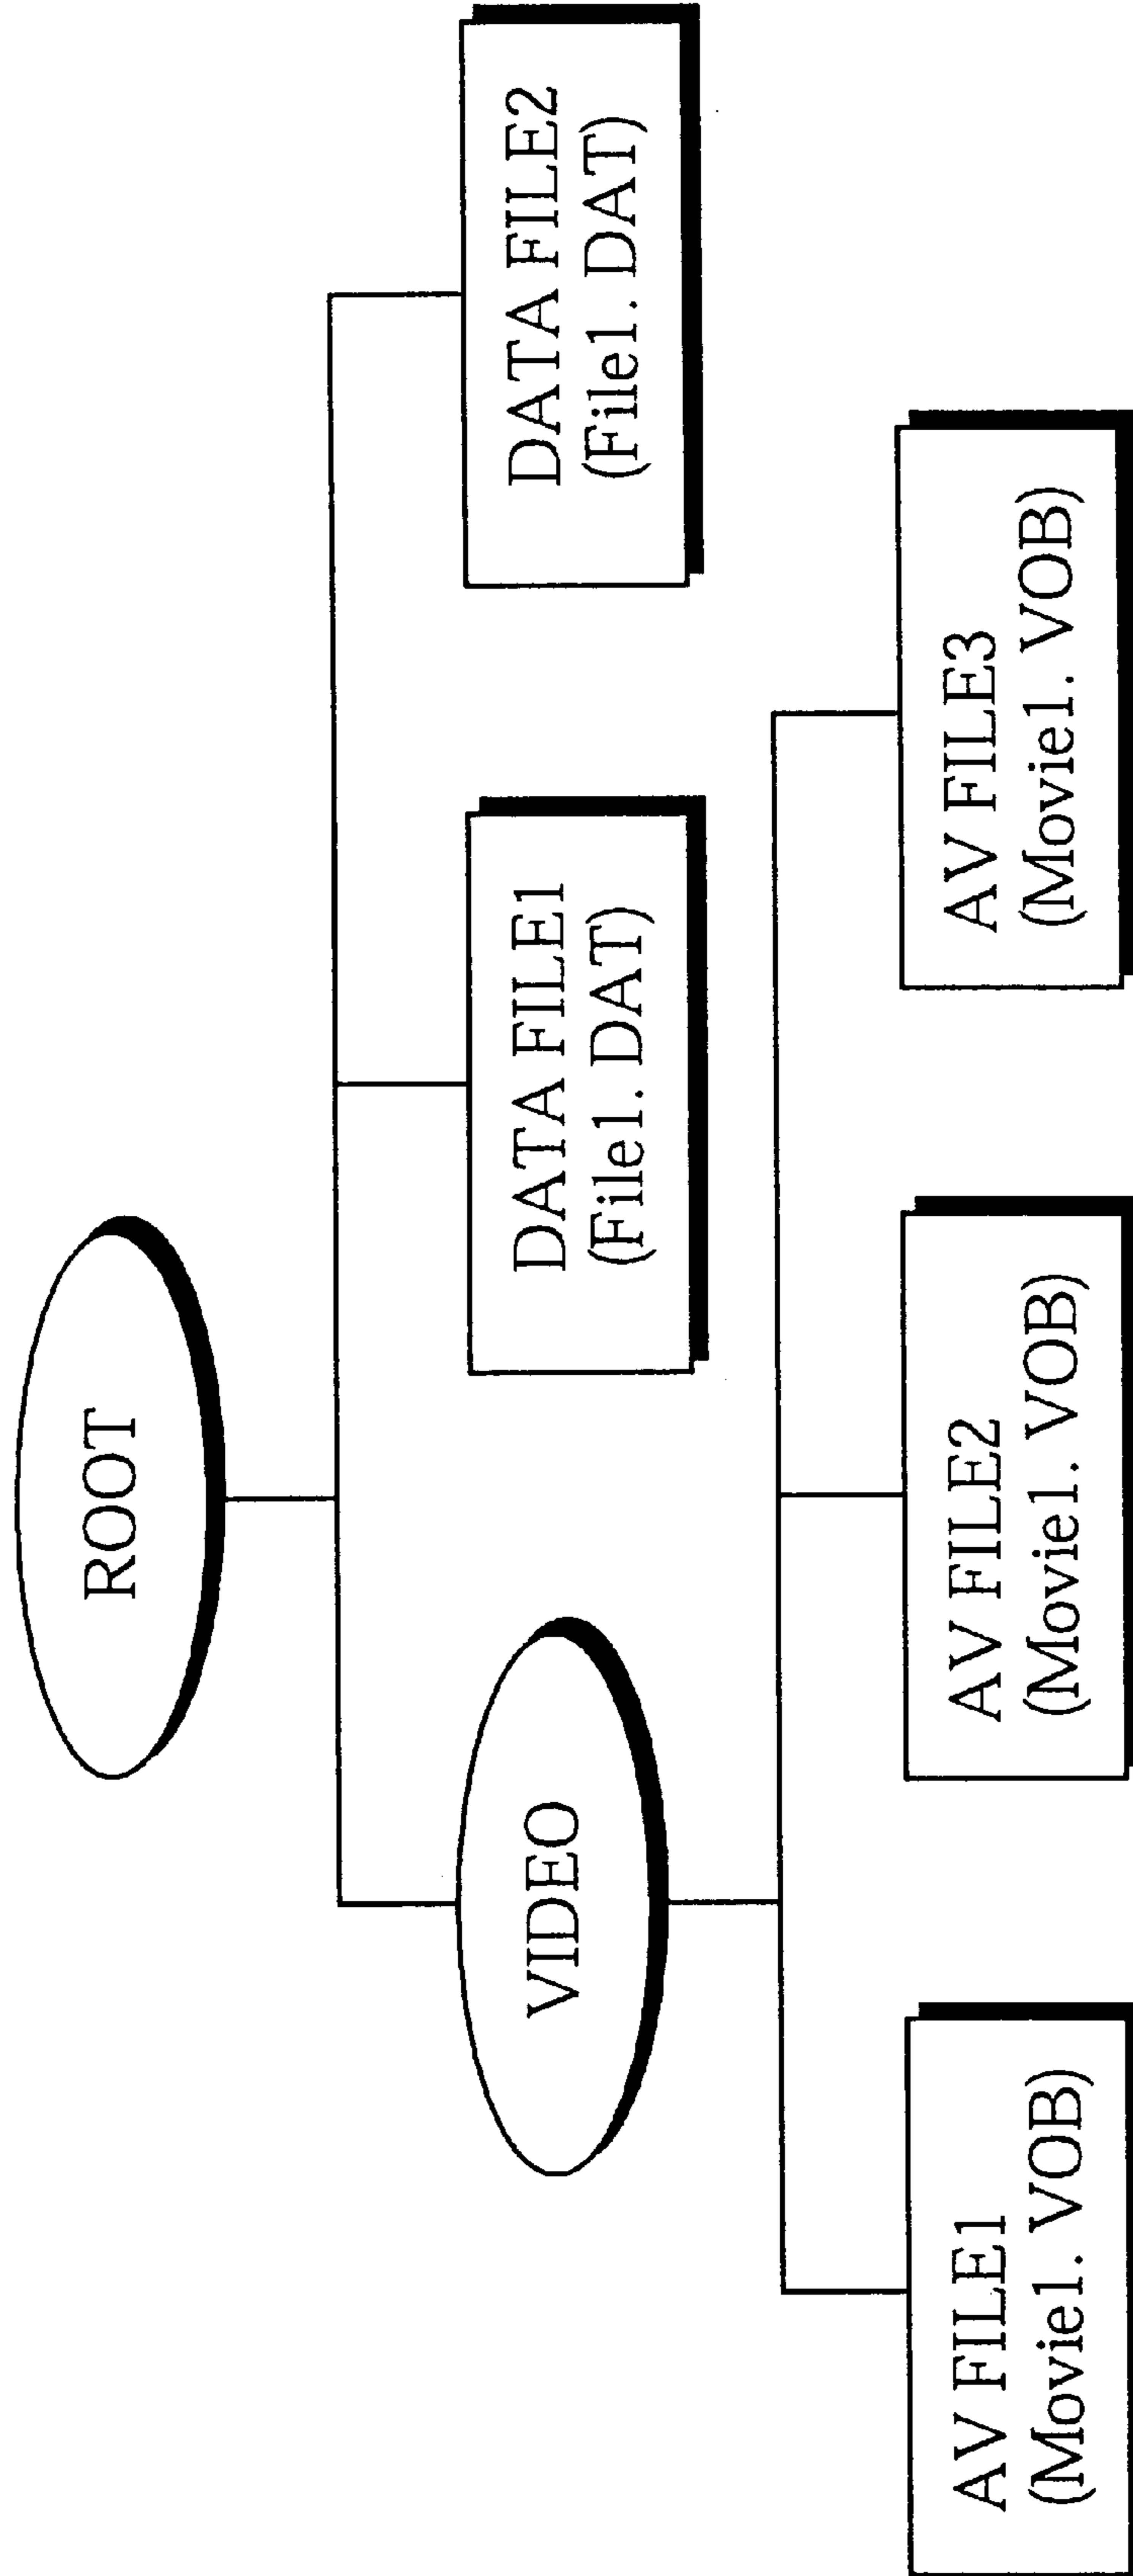 ROOT
VIDEO
DATA FILE1
(File1. DAT)
DATA FILE2
(File1. DAT)
AV FILE1
(Movie1. VOB)
AV FILE2
(Movie1. VOB)
AV FILE3
(Movie1. VOB)